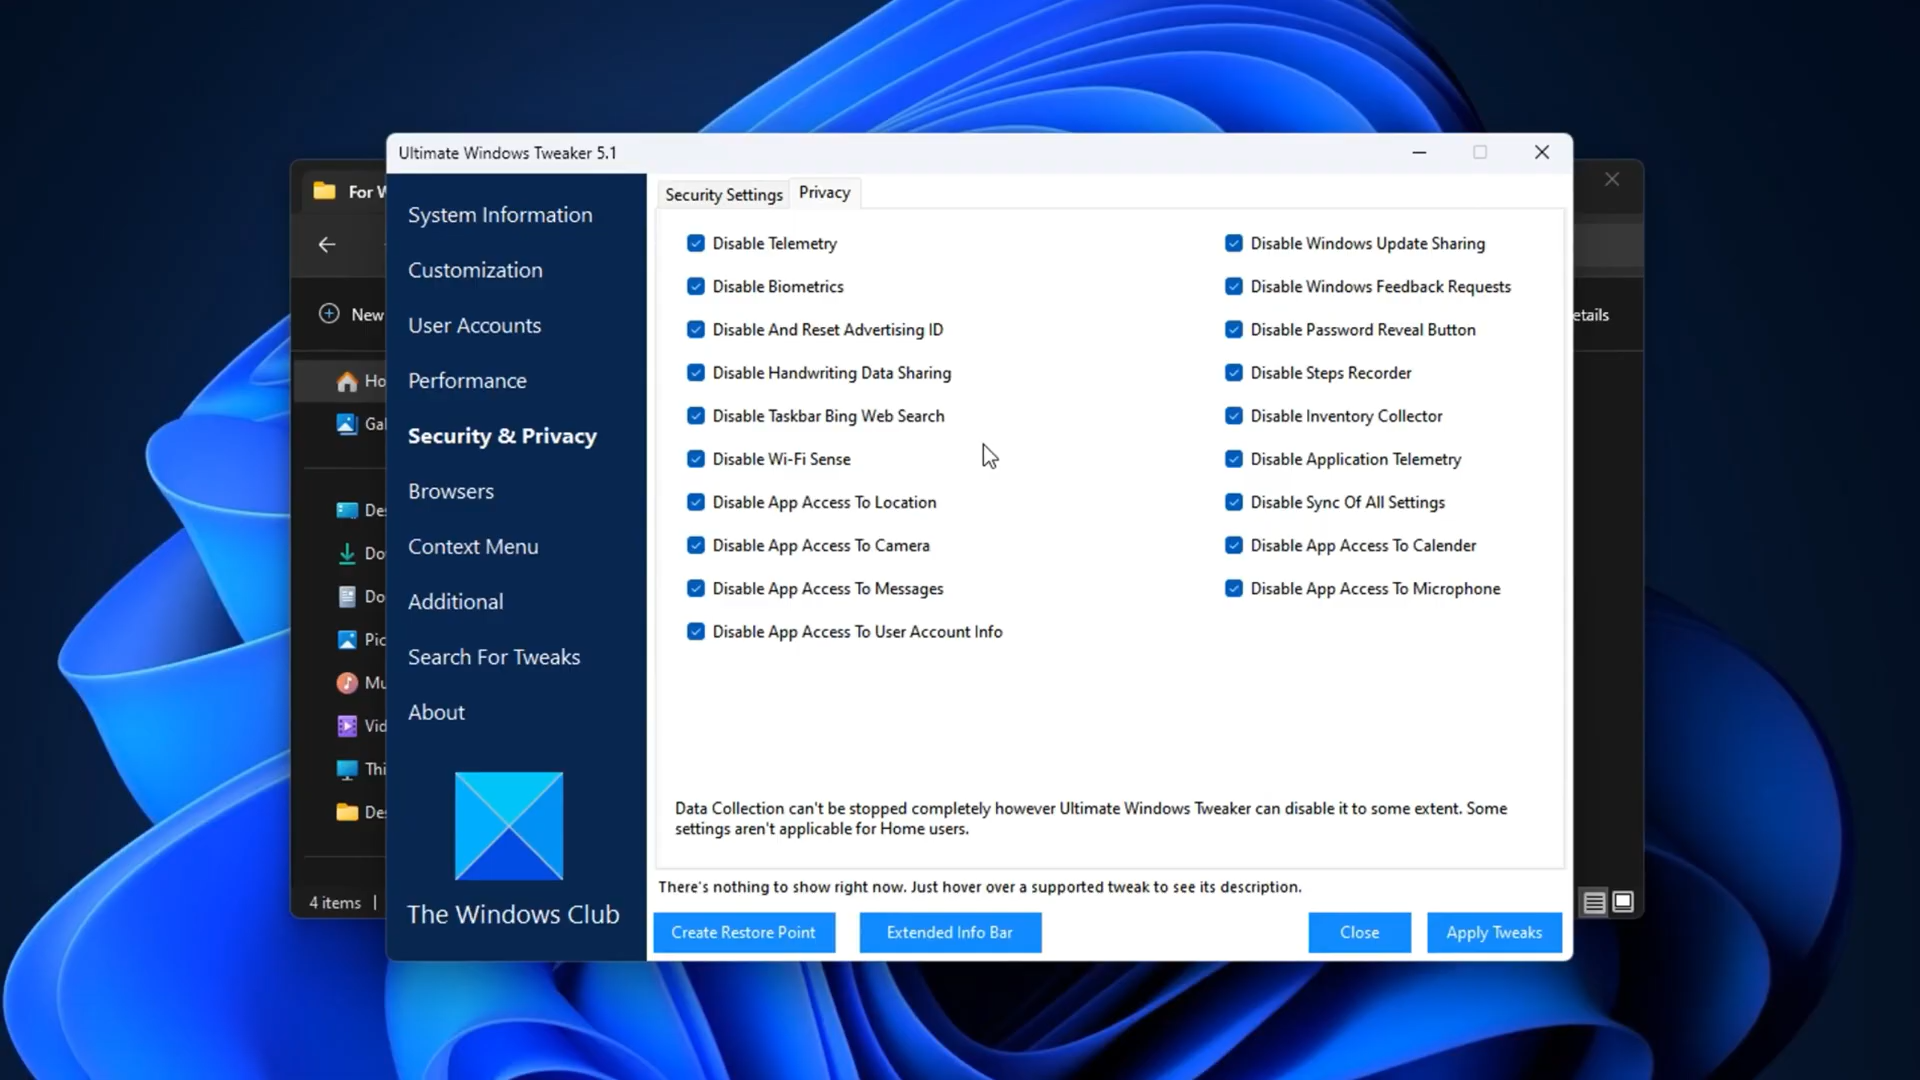 Ultimate Windows Tweaker 5.1
For W
New
Ho
Gal
Des
Do
Do
Pic
Mu
Vid
Thi
Des
4 items
etails
System Information
Customization
User Accounts
Performance
Security & Privacy
Browsers
Context Menu
Additional
Search For Tweaks
About
The Windows Club
Security Settings
Privacy
Disable Telemetry
Disable Biometrics
Disable And Reset Advertising ID
Disable Handwriting Data Sharing
Disable Taskbar Bing Web Search
Disable Wi-Fi Sense
Disable App Access To Location
Disable App Access To Camera
Disable App Access To Messages
Disable App Access To User Account Info
Disable Windows Update Sharing
Disable Windows Feedback Requests
Disable Password Reveal Button
Disable Steps Recorder
Disable Inventory Collector
Disable Application Telemetry
Disable Sync Of All Settings
Disable App Access To Calender
Disable App Access To Microphone
Data Collection can't be stopped completely however Ultimate Windows Tweaker can disable it to some extent. Some
settings aren't applicable for Home users.
There's nothing to show right now. Just hover over a supported tweak to see its description.
Create Restore Point
Extended Info Bar
Close
Apply Tweaks